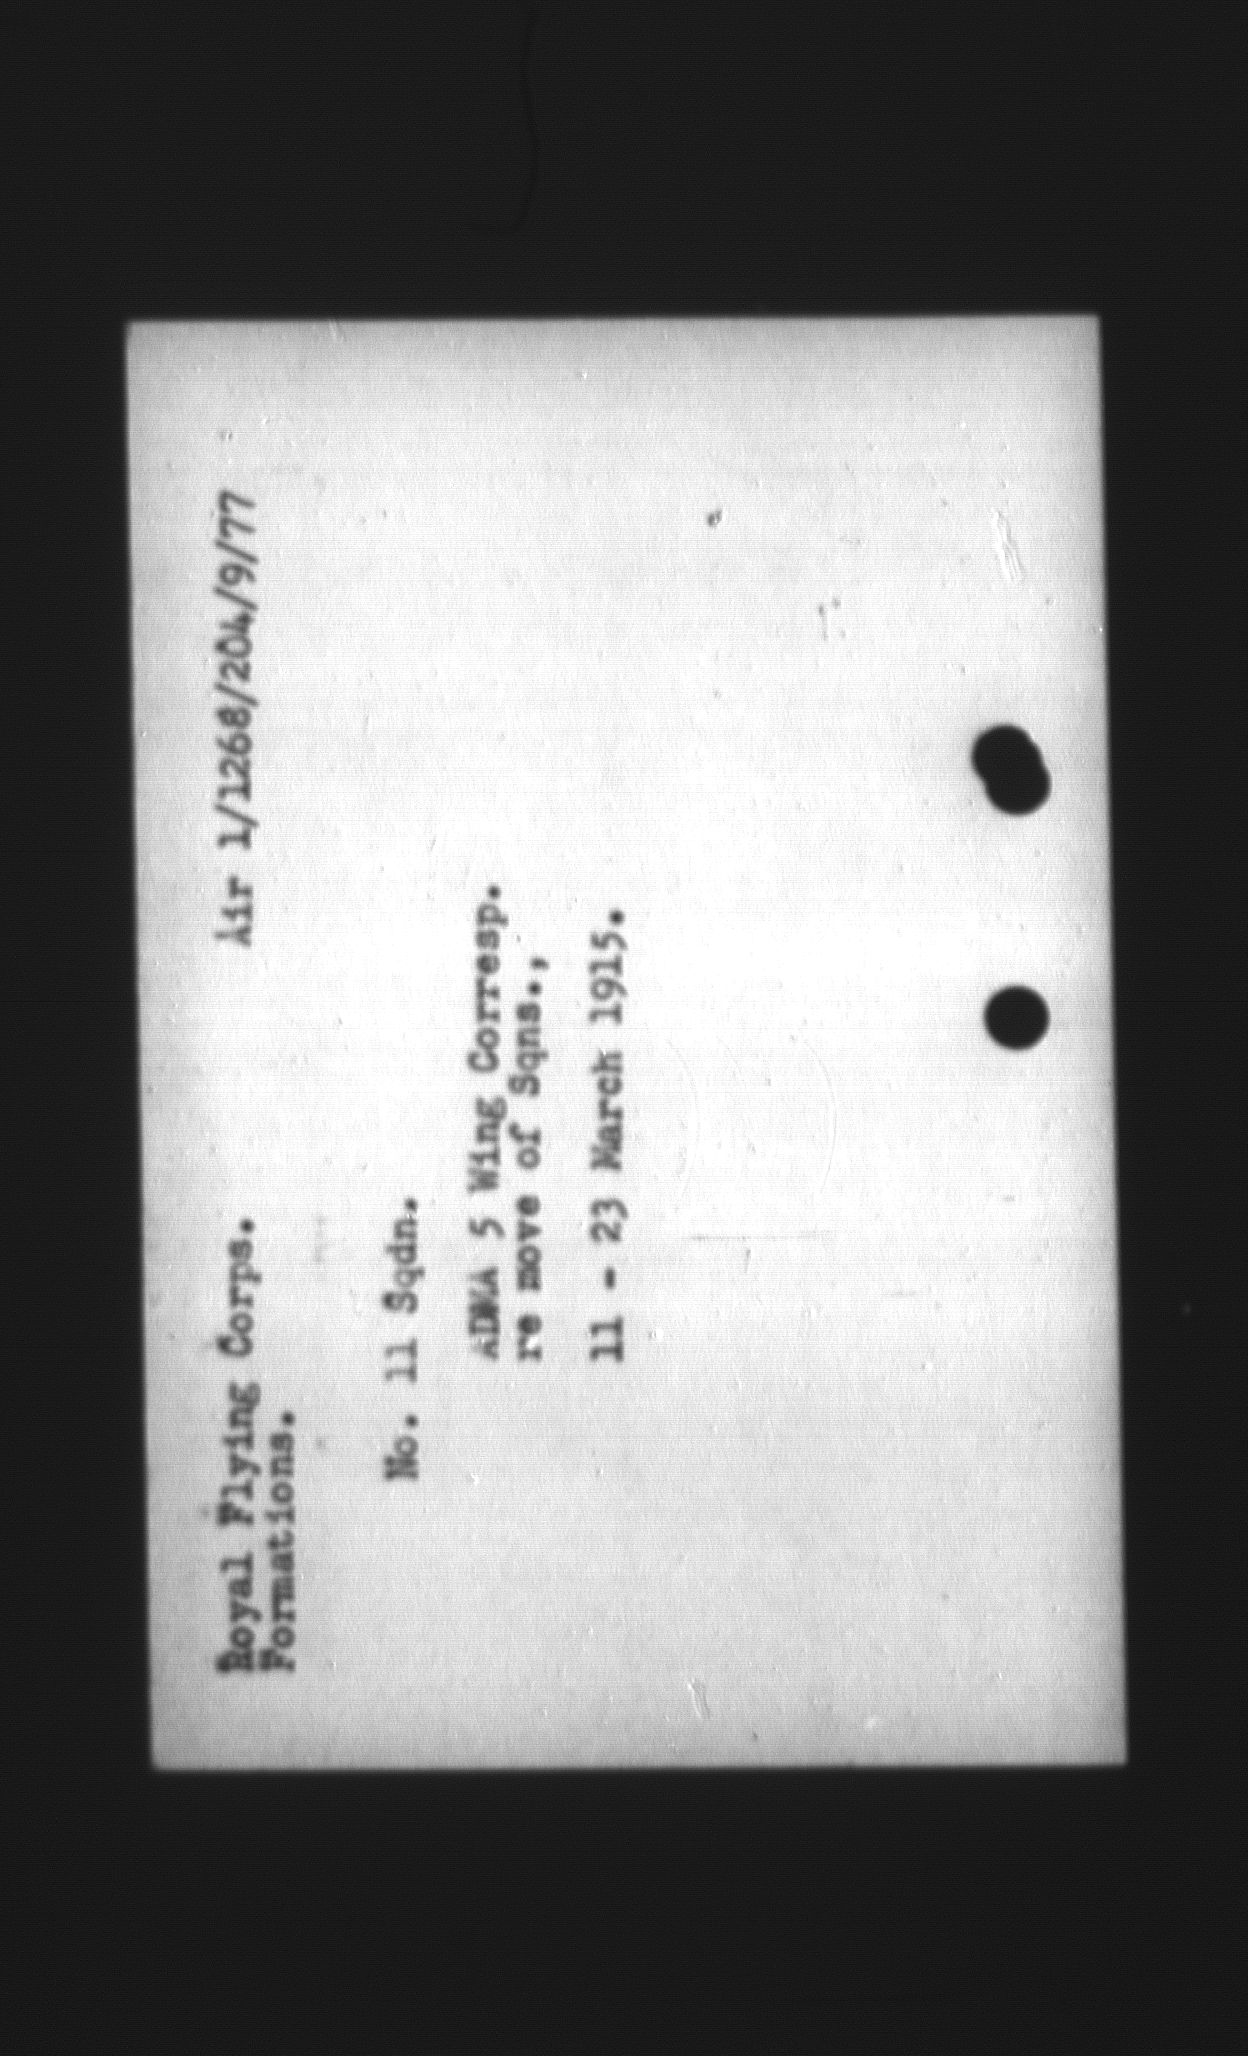 Royal Flying Corps. Air 1/1268/204/9/77
Formations.
No. 11 Sqdn.
ADMA 5 Wing Corresp.
re move of Sqns.,
11 - 23 March 1915.